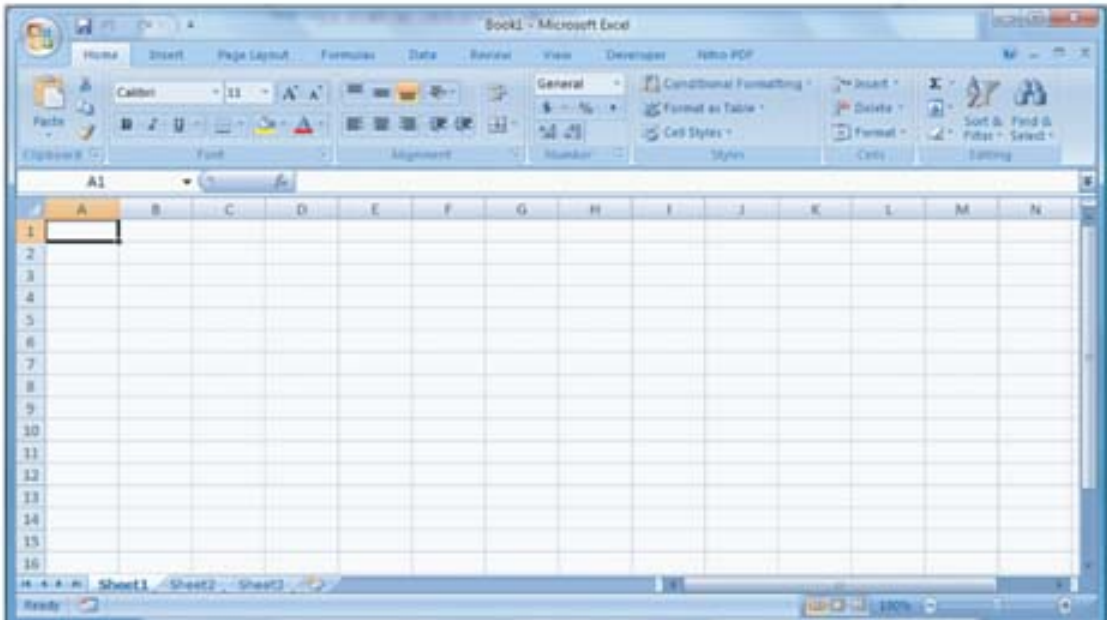 Book1 - Microsoft Excel
Home Insert Page Layout Formulas Data Review View Developer Nitro PDF
Calibri 11 A A General Conditional Formatting Insert Σ
Paste $ % , Format as Table Delete Sort & Find &
B I U A Cell Styles Format Filter Select
Clipboard Font Alignment Number Styles Cells Editing
A1 fx
A B C D E F G H I J K L M N
1
2
3
4
5
6
7
8
9
10
11
12
13
14
15
16
Sheet1 Sheet2 Sheet3
Ready 100%